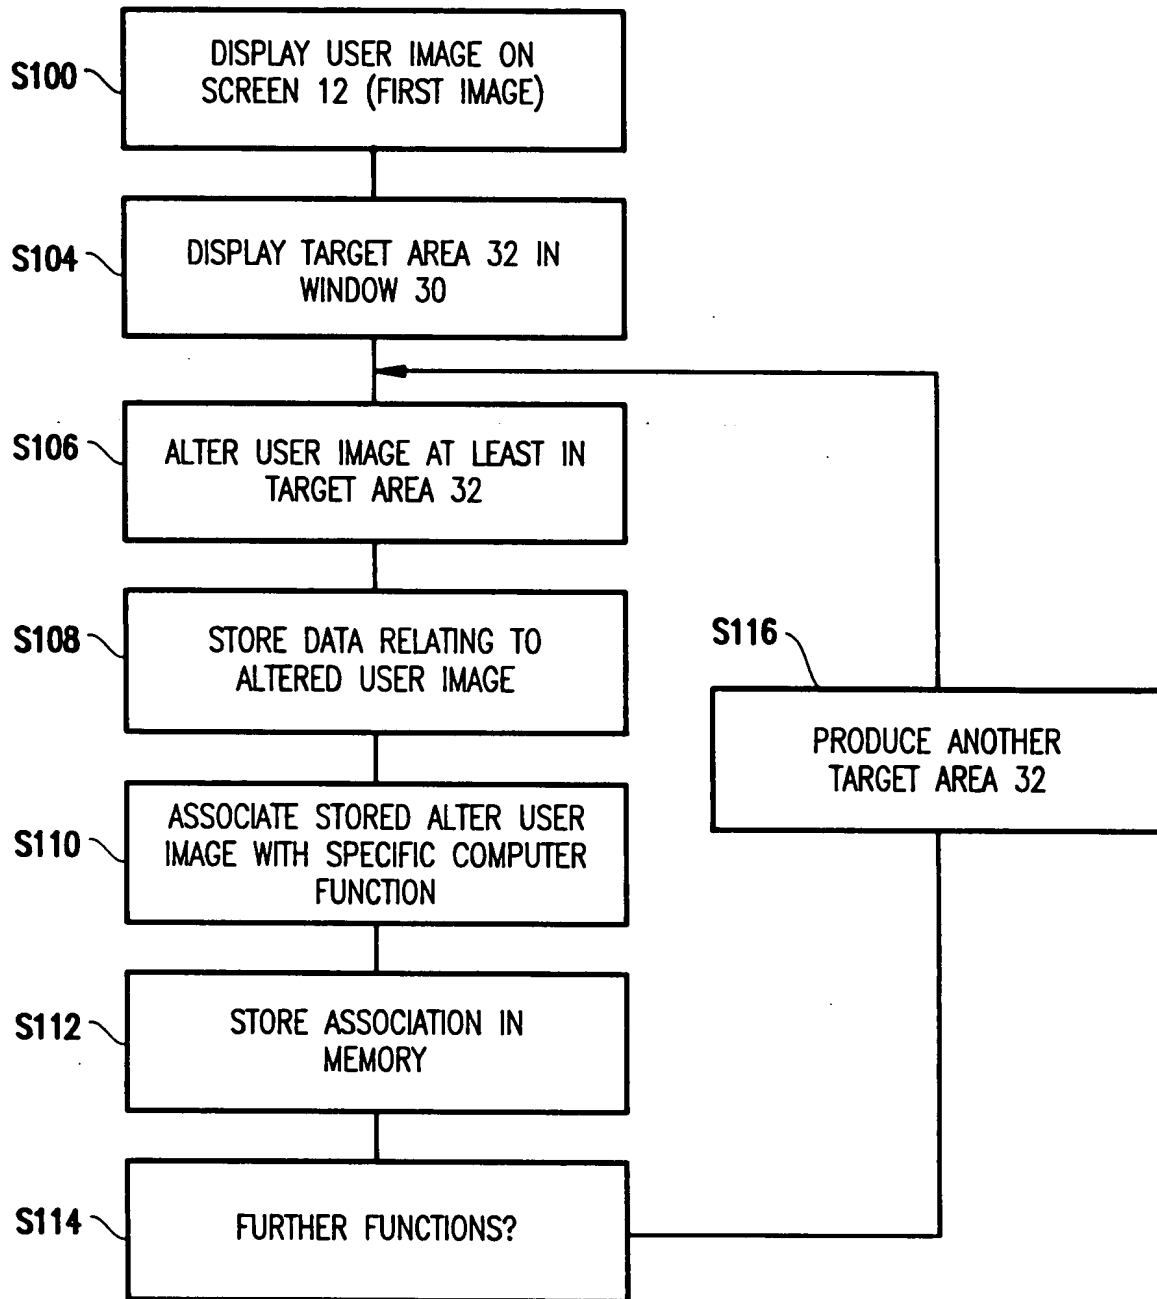 S100
DISPLAY USER IMAGE ON
SCREEN 12 (FIRST IMAGE)
S104
DISPLAY TARGET AREA 32 IN
WINDOW 30
S106
ALTER USER IMAGE AT LEAST IN
TARGET AREA 32
S108
STORE DATA RELATING TO
ALTERED USER IMAGE
S116
PRODUCE ANOTHER
TARGET AREA 32
S110
ASSOCIATE STORED ALTER USER
IMAGE WITH SPECIFIC COMPUTER
FUNCTION
S112
STORE ASSOCIATION IN
MEMORY
S114
FURTHER FUNCTIONS?